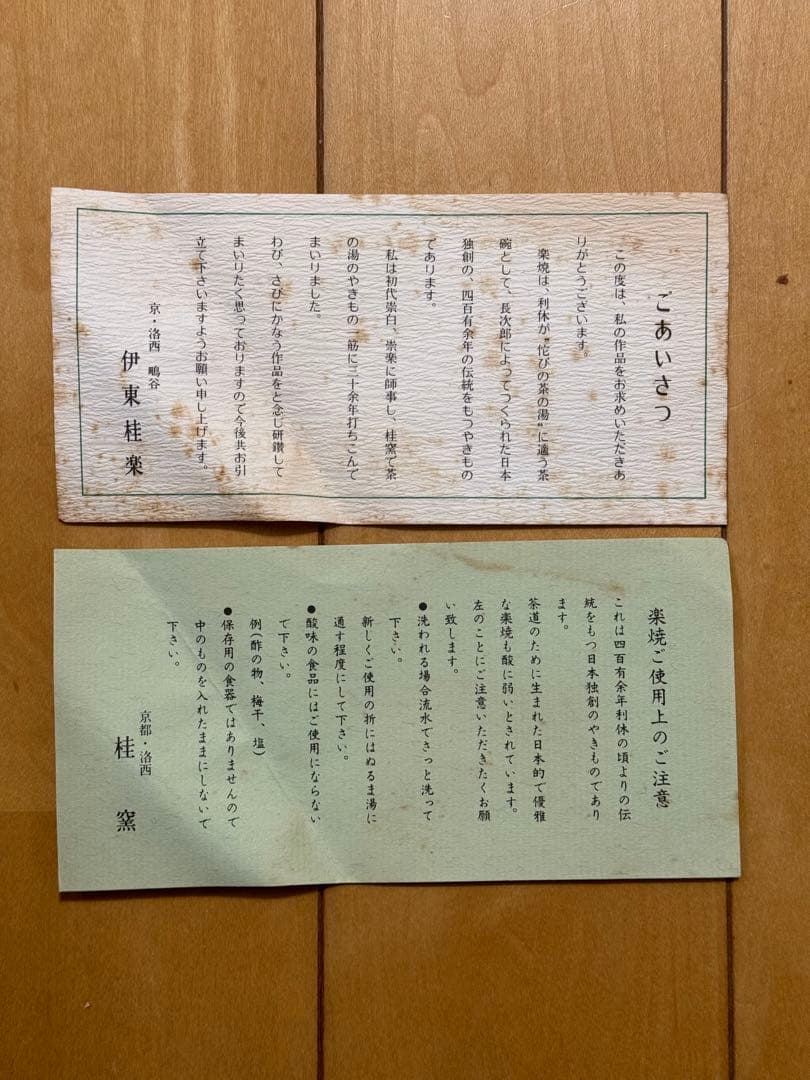 ごあいさつ
この度は、私の作品をお求めいただきあ
りがとうございます。
楽焼は、利休が“侘びの茶の湯”に適う茶
碗として、長次郎によってつくられた日本
独創の、四百有余年の伝統をもつやきもの
であります。
私は初代崇白、崇楽に師事し、桂窯で茶
の湯のやきもの一筋に三十余年打ちこんで
まいりました。
わび、さびにかなう作品をと念じ研鑽して
まいりたく思っておりますので今後共お引
立て下さいますようお願い申し上げます。
京・洛西 鴫谷
伊東桂楽
楽焼ご使用上のご注意
これは四百有余年利休の頃よりの伝
統をもつ日本独創のやきものであり
ます。
茶道のために生まれた日本的で優雅
な楽焼も酸に弱いとされています。
左のことにご注意いただきたくお願
い致します。
●洗われる場合流水でさっと洗って
下さい。
新しくご使用の折にはぬるま湯に
通す程度にして下さい。
●酸味の食品にはご使用にならない
で下さい。
例(酢の物、梅干、塩)
●保存用の食器ではありませんので
中のものを入れたままにしないで
下さい。
京都・洛西
桂窯